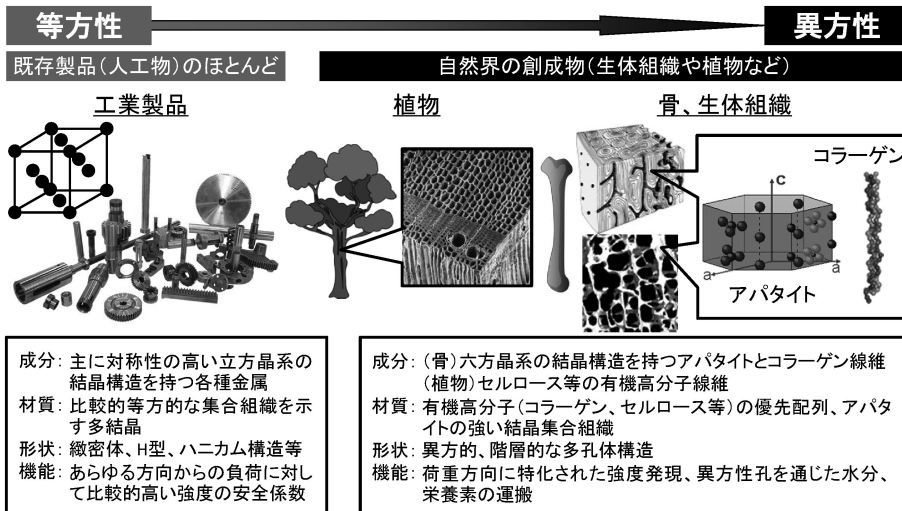 等方性
異方性
既存製品(人工物)のほとんど
自然界の創成物(生体組織や植物など)
工業製品
植物
骨、生体組織
コラーゲン
c
a
a
アパタイト
成分: 主に対称性の高い立方晶系の
結晶構造を持つ各種金属
材質: 比較的等方的な集合組織を示
す多結晶
形状: 緻密体、H型、ハニカム構造等
機能: あらゆる方向からの負荷に対し
て比較的高い強度の安全係数
成分: (骨)六方晶系の結晶構造を持つアパタイトとコラーゲン線維
(植物)セルロース等の有機高分子線維
材質: 有機高分子(コラーゲン、セルロース等)の優先配列、アパタ
イトの強い結晶集合組織
形状: 異方的、階層的な多孔体構造
機能: 荷重方向に特化された強度発現、異方性孔を通じた水分、
栄養素の運搬